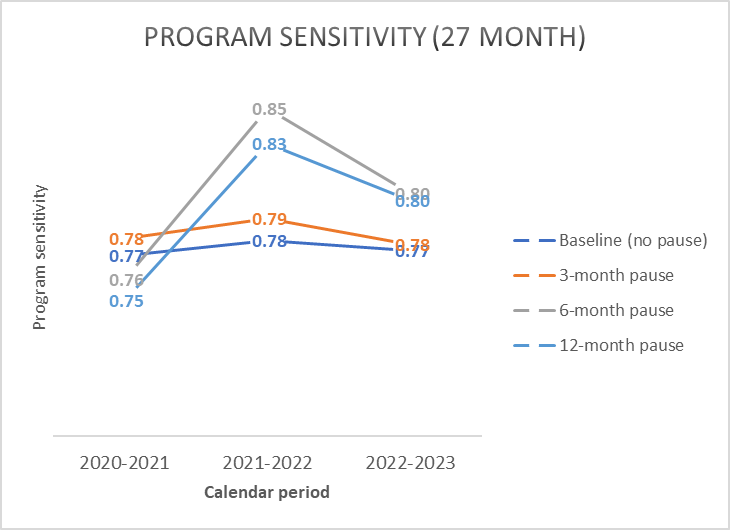 PROGRAM SENSITIVITY (27 MONTH)
0.85
0.83
0.80
0.80
0.79
0.78
0.78
0.78
0.77
0.77
0.76
0.75
Program sensitivity
Baseline (no pause)
3-month pause
6-month pause
12-month pause
2020-2021 2021-2022 2022-2023
Calendar period